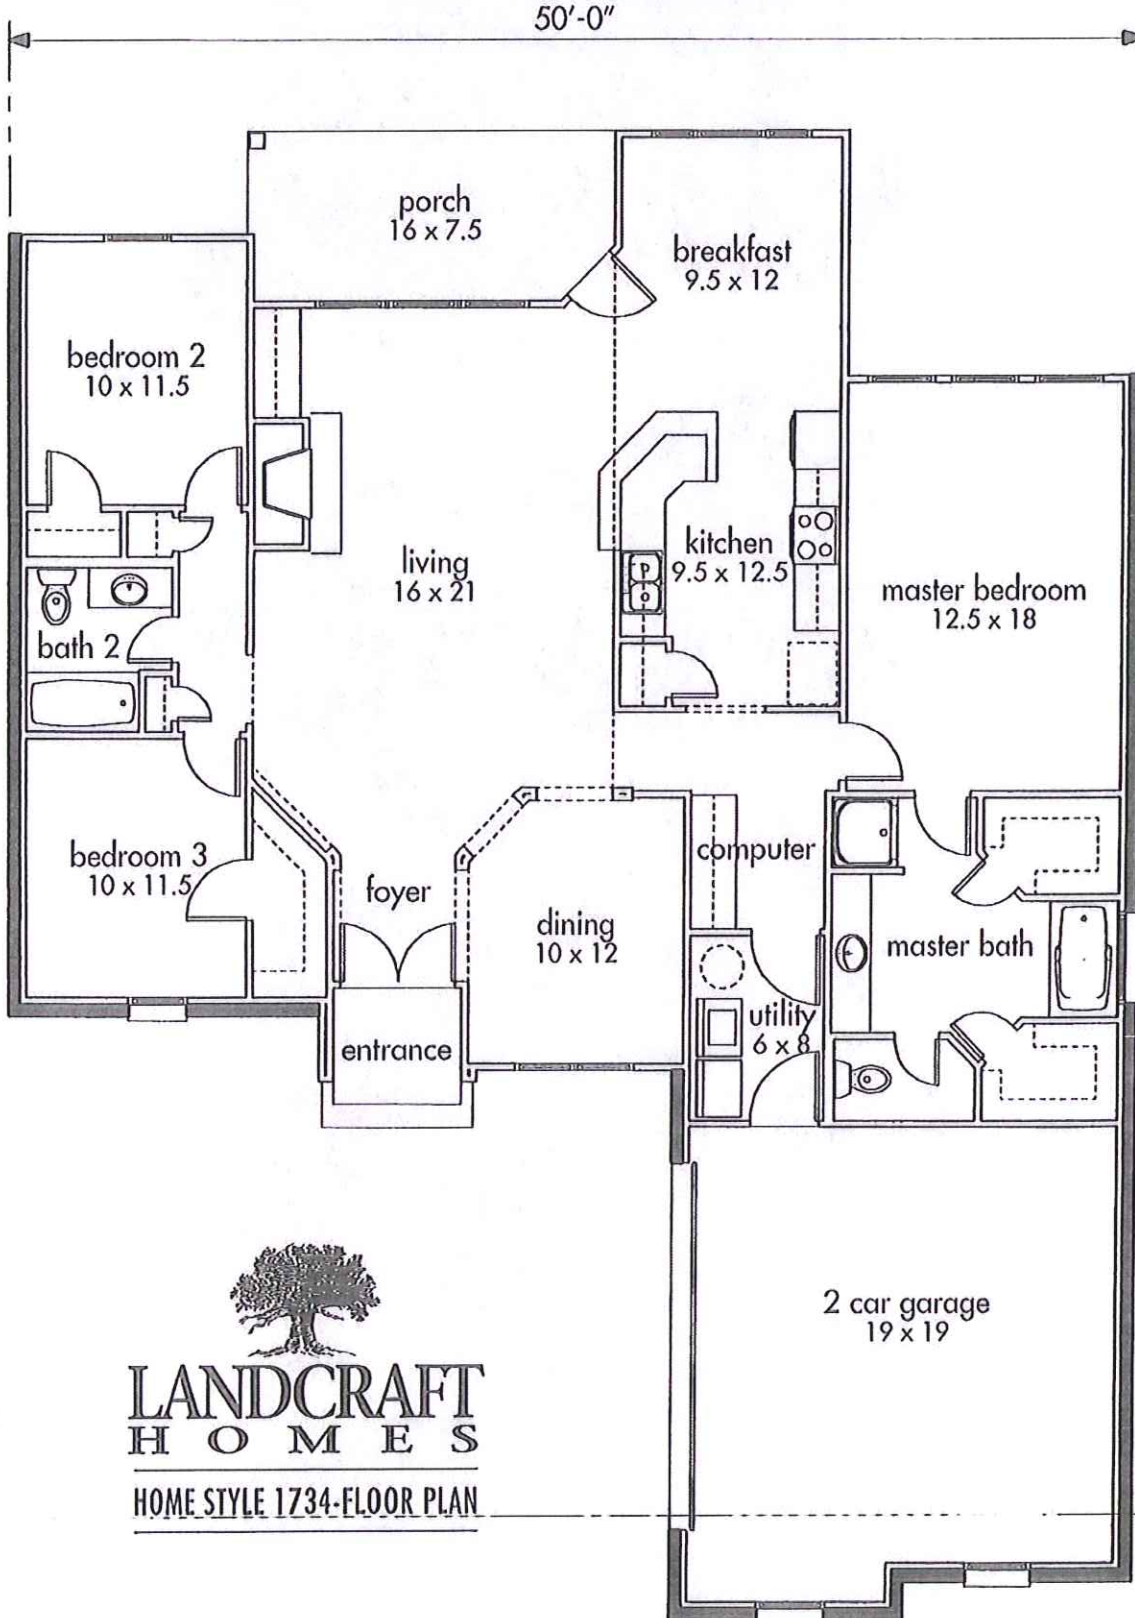 50'-0"
porch
16 x 7.5
breakfast
9.5 x 12
bedroom 2
10 x 11.5
living
16 x 21
kitchen
9.5 x 12.5
master bedroom
12.5 x 18
bath 2
bedroom 3
10 x 11.5
foyer
computer
dining
10 x 12
master bath
entrance
utility
6 x 8
2 car garage
19 x 19
LANDCRAFT
HOMES
HOME STYLE 1734-FLOOR PLAN